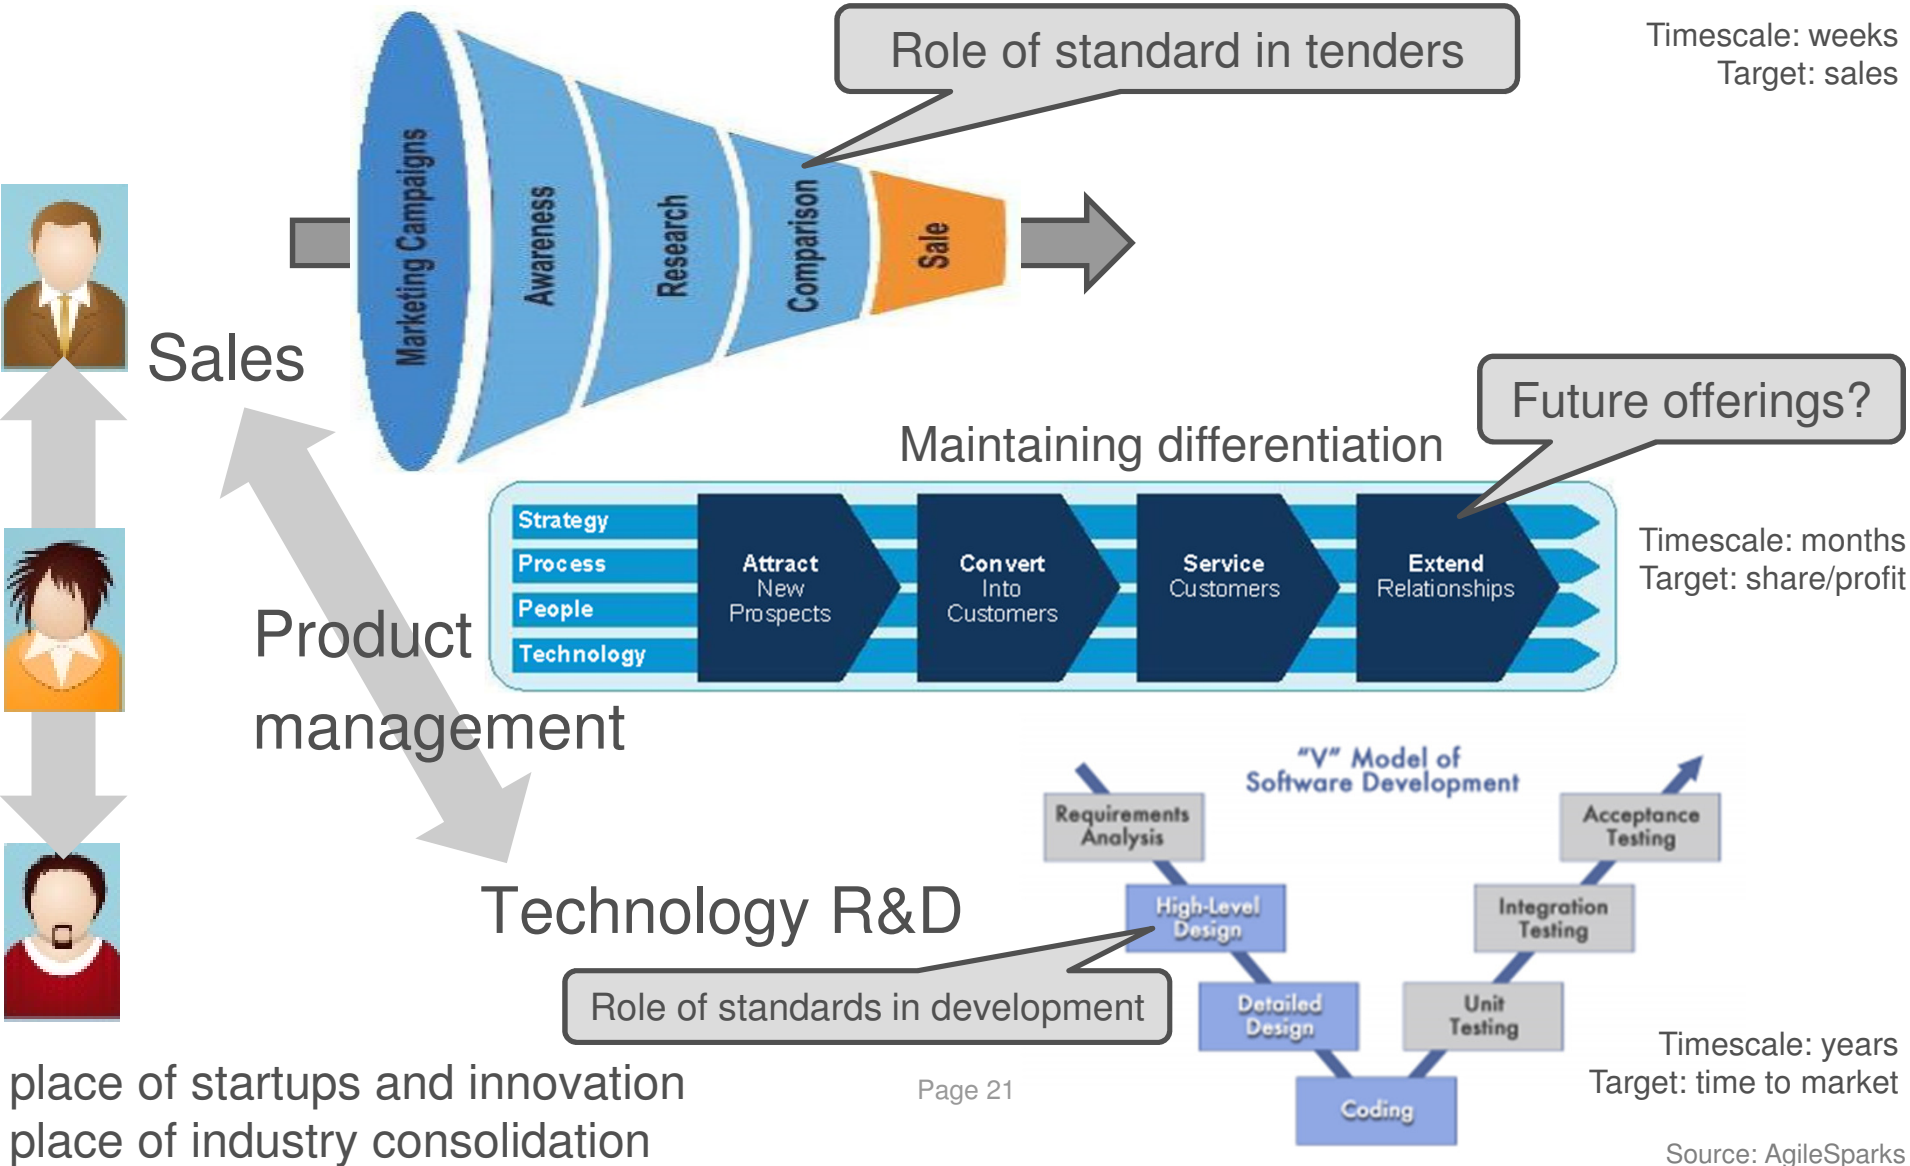 Role of standard in tenders
Timescale: weeks
Target: sales
Marketing Campaigns
Awareness
Research
Comparison
Sale
Sales
Future offerings?
Maintaining differentiation
Strategy
Process
People
Technology
Attract
New
Prospects
Convert
Into
Customers
Service
Customers
Extend
Relationships
Timescale: months
Target: share/profit
Product
management
"V" Model of
Software Development
Requirements
Analysis
High-Level
Design
Detailed
Design
Coding
Unit
Testing
Integration
Testing
Acceptance
Testing
Technology R&D
Role of standards in development
Timescale: years
Target: time to market
place of startups and innovation
place of industry consolidation
Page 21
Source: AgileSparks